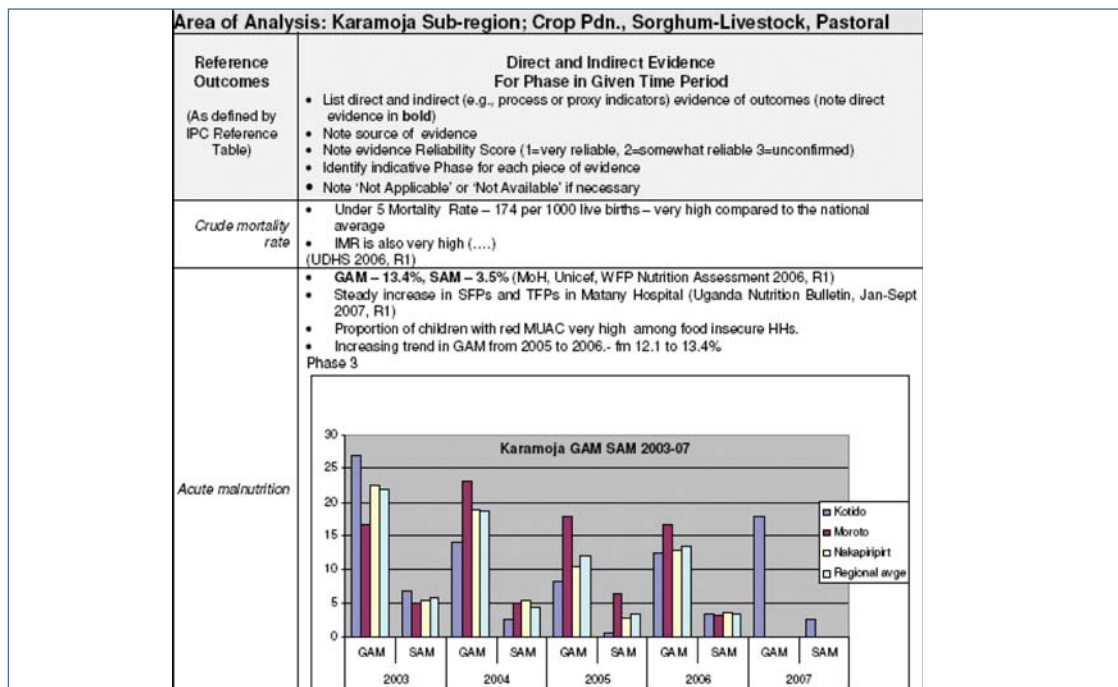 Area of Analysis: Karamoja Sub-region; Crop Pdn., Sorghum-Livestock, Pastoral
Reference
Outcomes
(As defined by
IPC Reference
Table)
Direct and Indirect Evidence
For Phase in Given Time Period
• List direct and indirect (e.g., process or proxy indicators) evidence of outcomes (note direct
evidence in bold)
• Note source of evidence
• Note evidence Reliability Score (1=very reliable, 2=somewhat reliable 3=unconfirmed)
• Identify indicative Phase for each piece of evidence
• Note ‘Not Applicable’ or ‘Not Available’ if necessary
Crude mortality
rate
• Under 5 Mortality Rate – 174 per 1000 live births – very high compared to the national
average
• IMR is also very high (....)
(UDHS 2006, R1)
Acute malnutrition
• GAM – 13.4%, SAM – 3.5% (MoH, Unicef, WFP Nutrition Assessment 2006, R1)
• Steady increase in SFPs and TFPs in Matany Hospital (Uganda Nutrition Bulletin, Jan-Sept
2007, R1)
• Proportion of children with red MUAC very high among food insecure HHs.
• Increasing trend in GAM from 2005 to 2006.- fm 12.1 to 13.4%
Phase 3
Karamoja GAM SAM 2003-07
30
25
20
15
10
5
0
GAM SAM GAM SAM GAM SAM GAM SAM GAM SAM
2003 2004 2005 2006 2007
Kotido
Moroto
Nakapiripirt
Regional avge